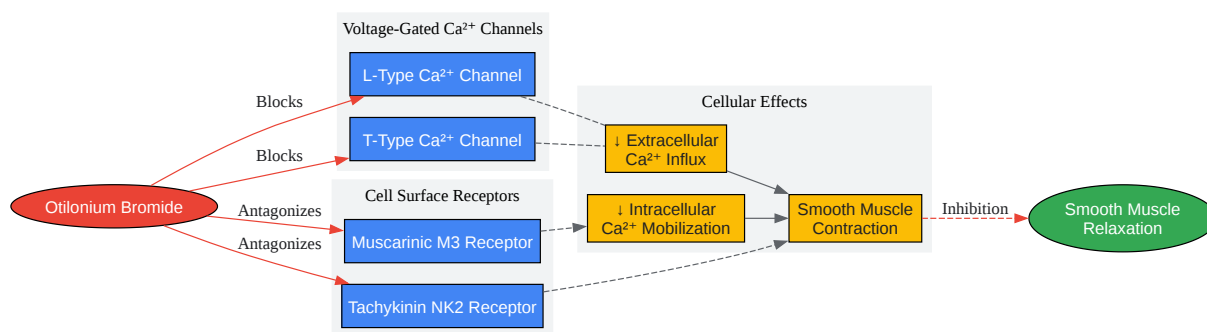 Voltage-Gated Ca²⁺ Channels
L-Type Ca²⁺ Channel
T-Type Ca²⁺ Channel
Blocks
Blocks
Otilonium Bromide
Antagonizes
Antagonizes
Cell Surface Receptors
Muscarinic M3 Receptor
Tachykinin NK2 Receptor
Cellular Effects
↓ Extracellular
Ca²⁺ Influx
↓ Intracellular
Ca²⁺ Mobilization
Smooth Muscle
Contraction
Inhibition
Smooth Muscle
Relaxation